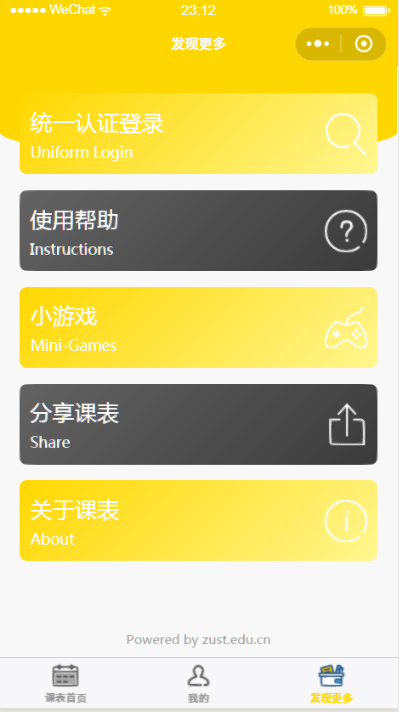 WeChat 23:12 100%
发现更多
统一认证登录
Uniform Login
使用帮助
Instructions
小游戏
Mini-Games
分享课表
Share
关于课表
About
Powered by zust.edu.cn
课表首页 我的 发现更多